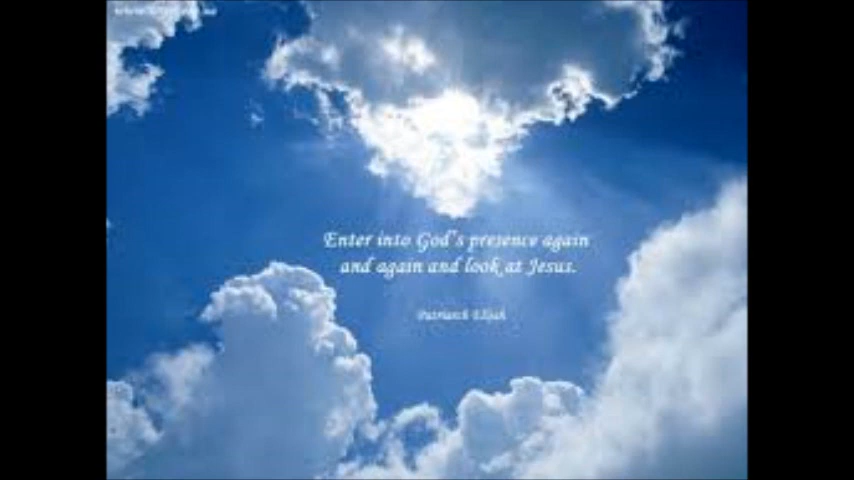 Enter into God's presence again
and again and look at Jesus.
Patriarch Elijah